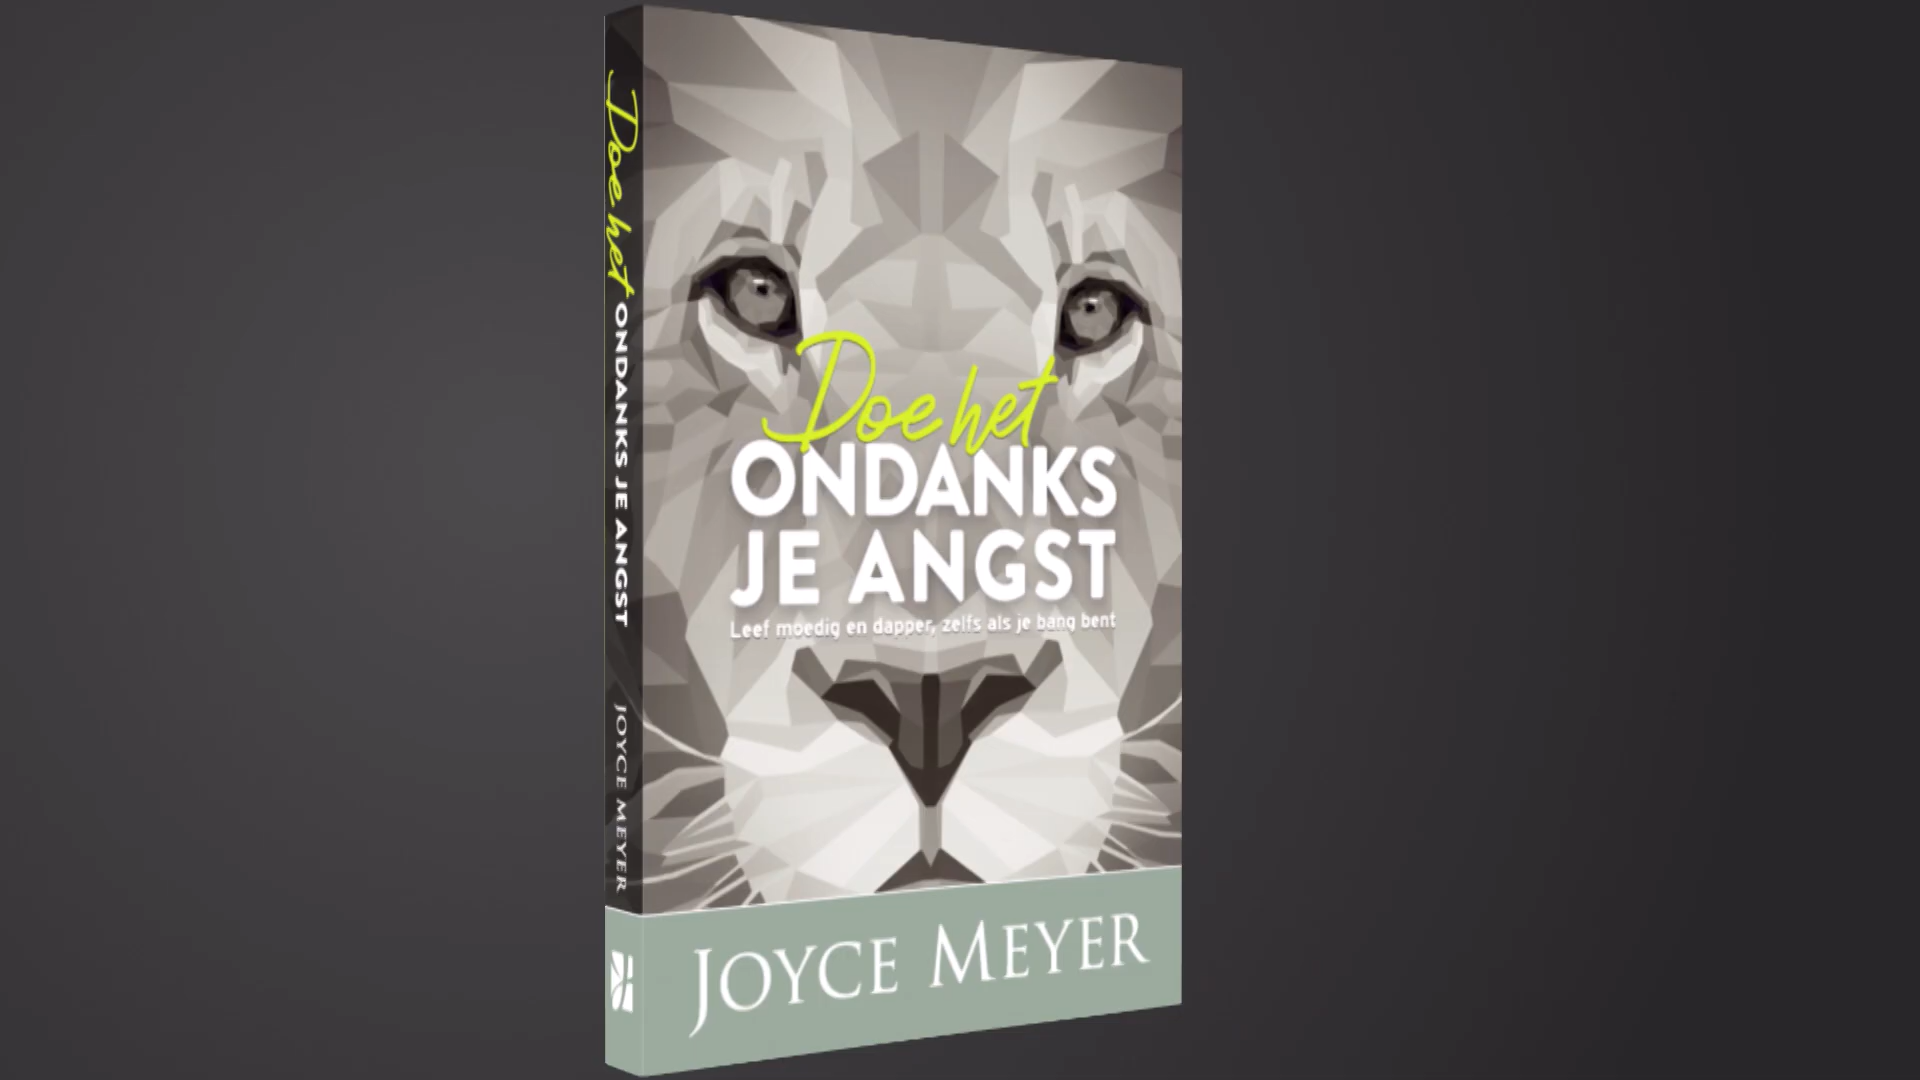 Doe het
ONDANKS
JE ANGST
Leef moedig en dapper, zelfs als je bang bent
JOYCE MEYER
Doe het ONDANKS JE ANGST JOYCE MEYER